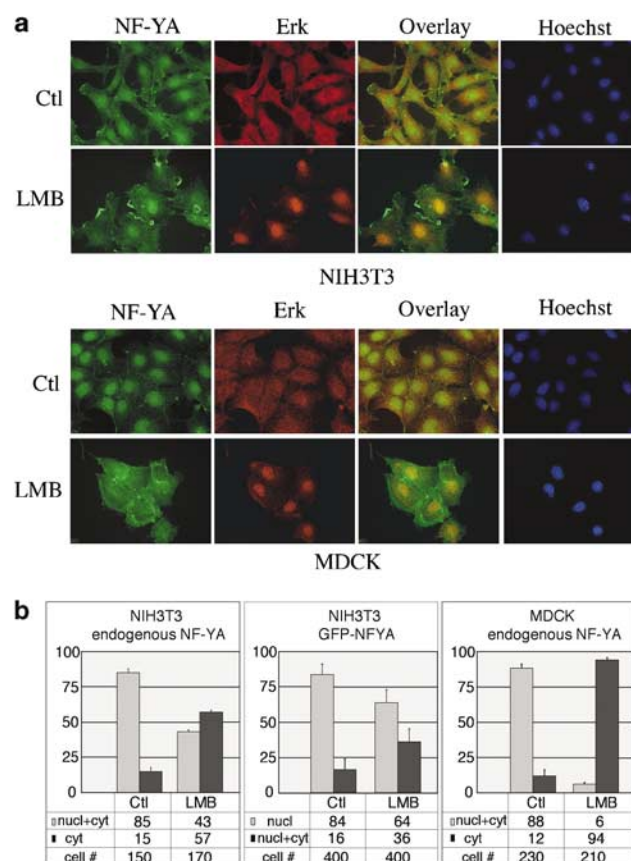 a
NF-YA Erk Overlay Hoechst
Ctl
LMB
NIH3T3
NF-YA Erk Overlay Hoechst
Ctl
LMB
MDCK
b
NIH3T3
endogenous NF-YA
100
75
50
25
0
Ctl LMB
nucl+cyt 85 43
cyt 15 57
cell # 150 170
NIH3T3
GFP-NFYA
100
75
50
25
0
Ctl LMB
nucl 84 64
nucl+cyt 16 36
cell # 400 400
MDCK
endogenous NF-YA
100
75
50
25
0
Ctl LMB
nucl+cyt 88 6
cyt 12 94
cell # 230 210